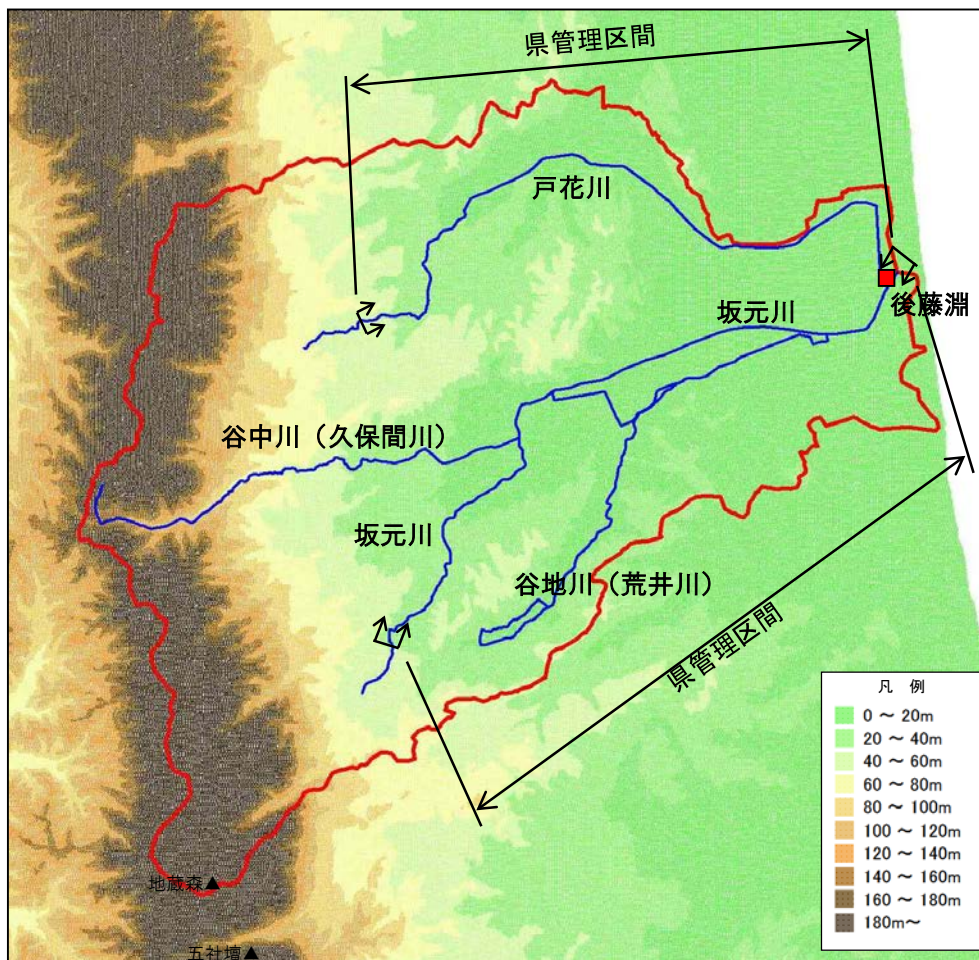 県管理区間
戸花川
後藤淵
坂元川
谷中川（久保間川）
坂元川
谷地川（荒井川）
県管理区間
地蔵森▲
五社壇▲
凡 例
0 ～ 20m
20 ～ 40m
40 ～ 60m
60 ～ 80m
80 ～ 100m
100 ～ 120m
120 ～ 140m
140 ～ 160m
160 ～ 180m
180m～